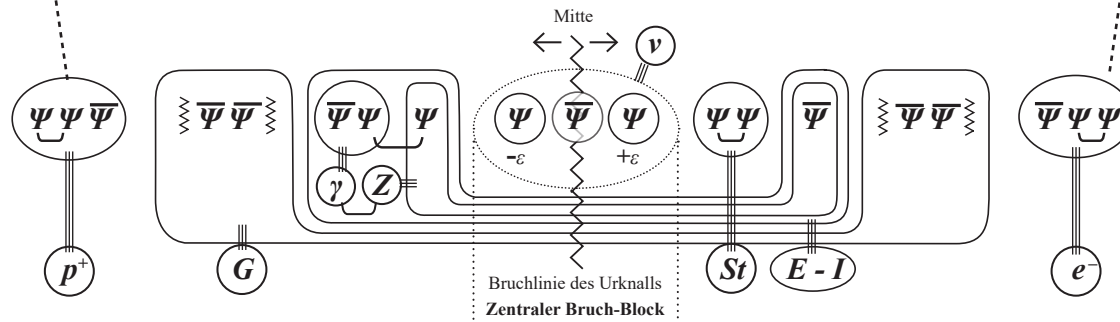 Mitte
ν
Ψ Ψ Ψ̅
Ψ̅ Ψ̅
Ψ̅ Ψ
Ψ
Ψ
Ψ̅
Ψ
Ψ Ψ
Ψ̅
Ψ̅ Ψ̅
Ψ̅ Ψ Ψ
-ε
+ε
γ
Z
p⁺
G
St
E - I
e⁻
Bruchlinie des Urknalls
Zentraler Bruch-Block